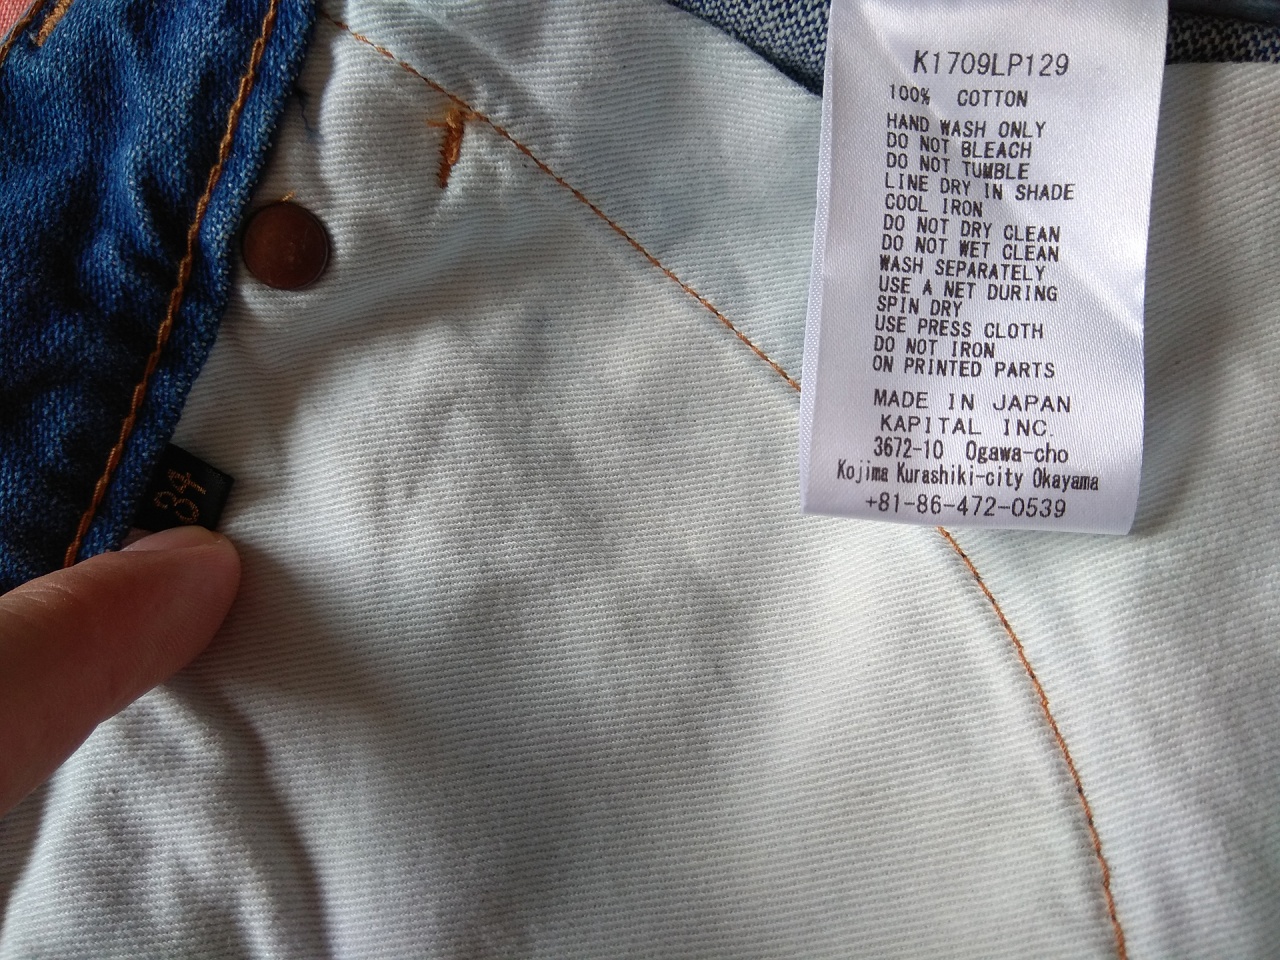 K1709LP129
100% COTTON
HAND WASH ONLY
DO NOT BLEACH
DO NOT TUMBLE
LINE DRY IN SHADE
COOL IRON
DO NOT DRY CLEAN
DO NOT WET CLEAN
WASH SEPARATELY
USE A NET DURING
SPIN DRY
USE PRESS CLOTH
DO NOT IRON
ON PRINTED PARTS
MADE IN JAPAN
KAPITAL INC.
3672-10 Ogawa-cho
Kojima Kurashiki-city Okayama
+81-86-472-0539